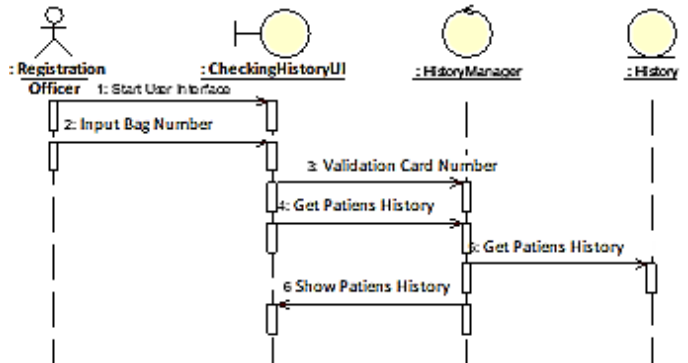 : Registration
Officer
: CheckingHistoryUI
: HistoryManager
: History
1: Start User Interface
2: Input Bag Number
3: Validation Card Number
4: Get Patiens History
5: Get Patiens History
6 Show Patiens History